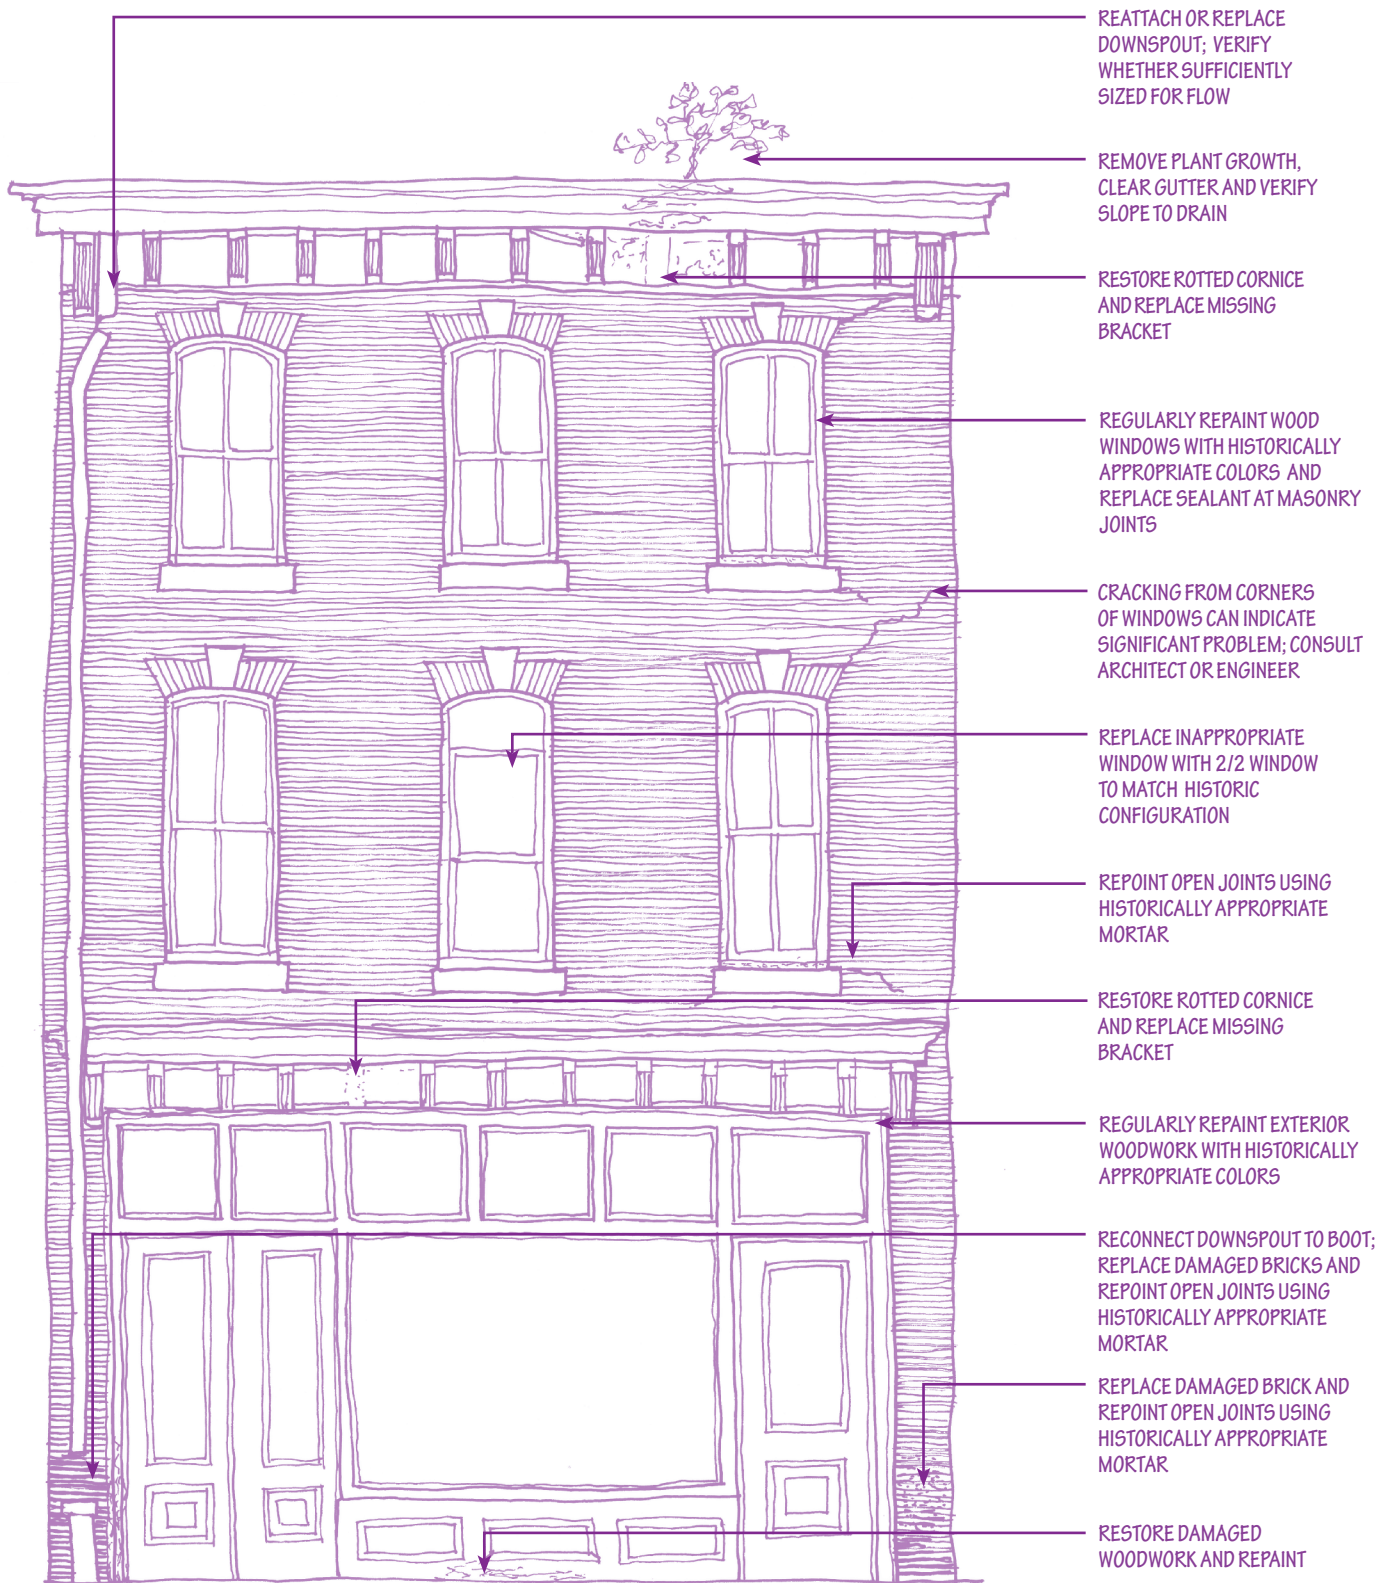 REATTACH OR REPLACE
DOWNSPOUT; VERIFY
WHETHER SUFFICIENTLY
SIZED FOR FLOW
REMOVE PLANT GROWTH,
CLEAR GUTTER AND VERIFY
SLOPE TO DRAIN
RESTORE ROTTED CORNICE
AND REPLACE MISSING
BRACKET
REGULARLY REPAINT WOOD
WINDOWS WITH HISTORICALLY
APPROPRIATE COLORS AND
REPLACE SEALANT AT MASONRY
JOINTS
CRACKING FROM CORNERS
OF WINDOWS CAN INDICATE
SIGNIFICANT PROBLEM; CONSULT
ARCHITECT OR ENGINEER
REPLACE INAPPROPRIATE
WINDOW WITH 2/2 WINDOW
TO MATCH HISTORIC
CONFIGURATION
REPOINT OPEN JOINTS USING
HISTORICALLY APPROPRIATE
MORTAR
RESTORE ROTTED CORNICE
AND REPLACE MISSING
BRACKET
REGULARLY REPAINT EXTERIOR
WOODWORK WITH HISTORICALLY
APPROPRIATE COLORS
RECONNECT DOWNSPOUT TO BOOT;
REPLACE DAMAGED BRICKS AND
REPOINT OPEN JOINTS USING
HISTORICALLY APPROPRIATE
MORTAR
REPLACE DAMAGED BRICK AND
REPOINT OPEN JOINTS USING
HISTORICALLY APPROPRIATE
MORTAR
RESTORE DAMAGED
WOODWORK AND REPAINT